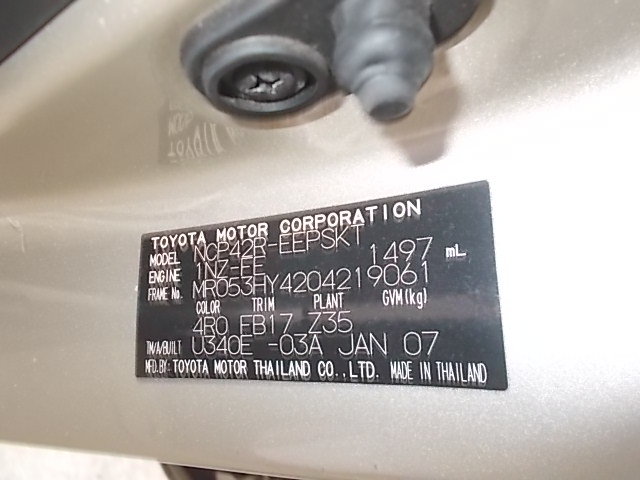 TOYOTA MOTOR CORPORATION
MODEL NCP42R-EEPSKT
ENGINE 1NZ-FE 1497 mL
FRAME No. MR053HY4204219061
COLOR TRIM PLANT GVM(kg)
4R0 FB17 Z35
TM/A/BUILT U340E -03A JAN 07
MFD.BY: TOYOTA MOTOR THAILAND CO.,LTD. MADE IN THAILAND